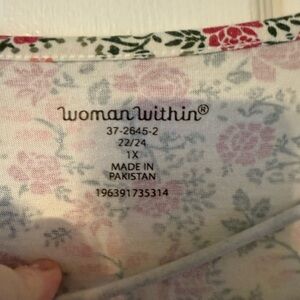 woman within®
37-2645-2
22/24
1X
MADE IN
PAKISTAN
196391735314